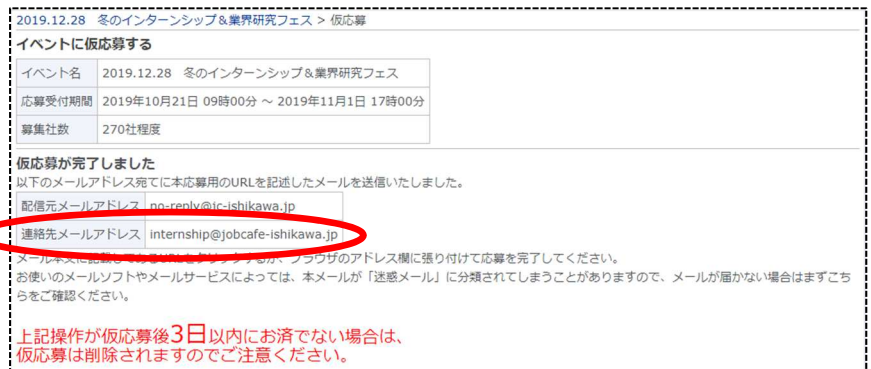 2019.12.28　冬のインターンシップ＆業界研究フェス > 仮応募
イベントに仮応募する
イベント名 2019.12.28　冬のインターンシップ＆業界研究フェス
応募受付期間 2019年10月21日 09時00分 ～ 2019年11月1日 17時00分
募集社数 270社程度
仮応募が完了しました
以下のメールアドレス宛てに本応募用のURLを記述したメールを送信いたしました。
配信元メールアドレス no-reply@jc-ishikawa.jp
連絡先メールアドレス internship@jobcafe-ishikawa.jp
メール本文に記載してあるURLをクリックするか、ブラウザのアドレス欄に張り付けて応募を完了してください。
お使いのメールソフトやメールサービスによっては、本メールが「迷惑メール」に分類されてしまうことがありますので、メールが届かない場合はまずこち
らをご確認ください。
上記操作が仮応募後3日以内にお済でない場合は、
仮応募は削除されますのでご注意ください。